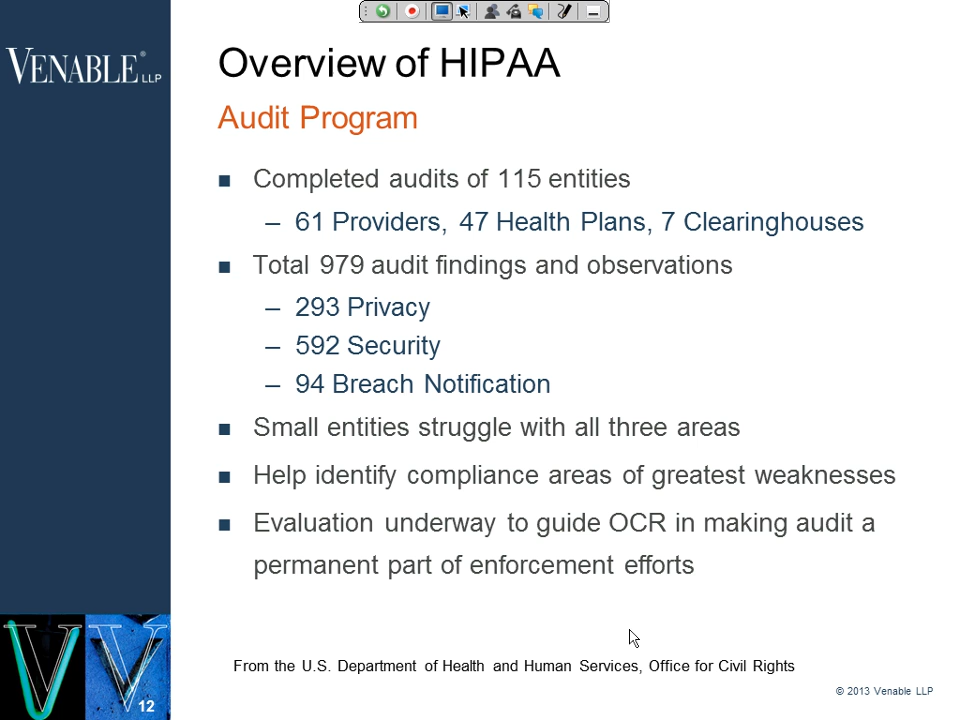 VENABLE® LLP
Overview of HIPAA
Audit Program
■ Completed audits of 115 entities
– 61 Providers, 47 Health Plans, 7 Clearinghouses
■ Total 979 audit findings and observations
– 293 Privacy
– 592 Security
– 94 Breach Notification
■ Small entities struggle with all three areas
■ Help identify compliance areas of greatest weaknesses
■ Evaluation underway to guide OCR in making audit a
permanent part of enforcement efforts
From the U.S. Department of Health and Human Services, Office for Civil Rights
© 2013 Venable LLP
V V
12